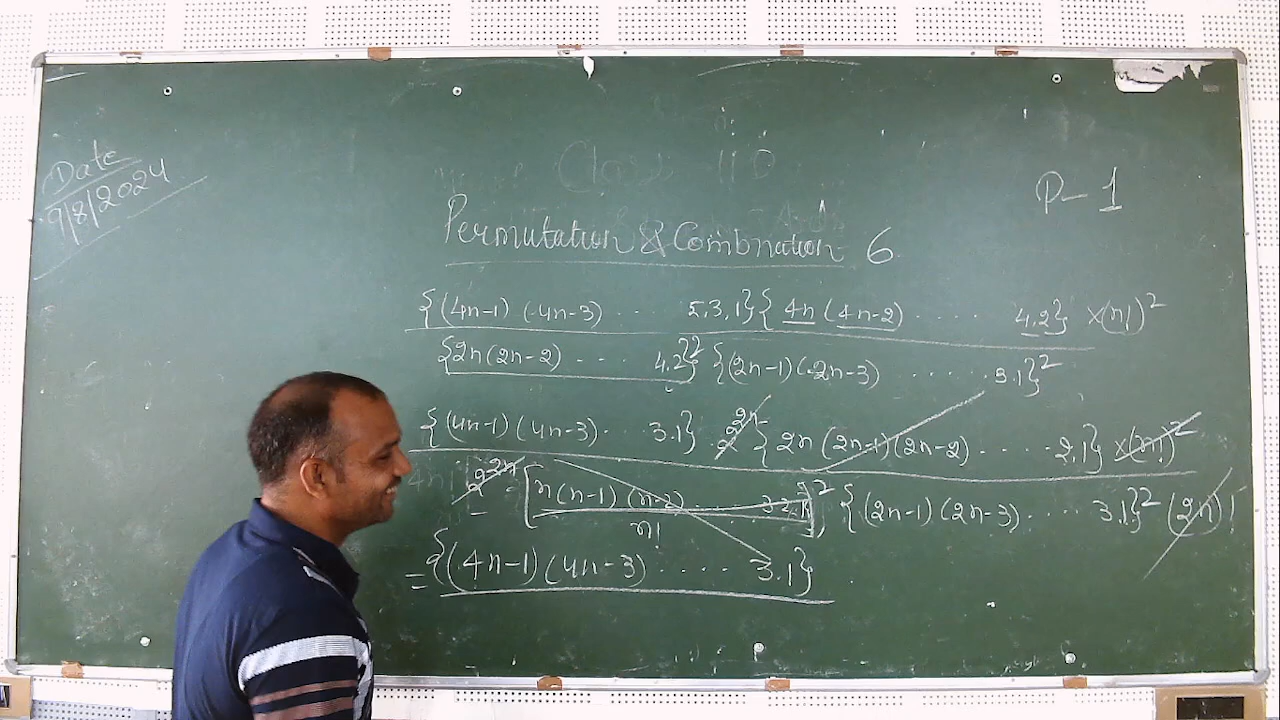 Date
9/8/2024
Class 11 D
P-1
Permutation & Combination 6
{(4n-1) (4n-3) .. 5.3.1} {4n (4n-2) ..... 4.2} ×(n!)²
{2n(2n-2) .... 4.2}² {(2n-1)(2n-3) ..... 3.1}²
{(4n-1)(4n-3)...3.1} 2²ⁿ {2n(2n-1)(2n-2) ..... 2.1} ×(n!)²
2²ⁿ [n(n-1)(n-2) ... 3.2.1]² {(2n-1)(2n-3) ..... 3.1}² (2n)!
n!
= {(4n-1)(4n-3) ..... 3.1}